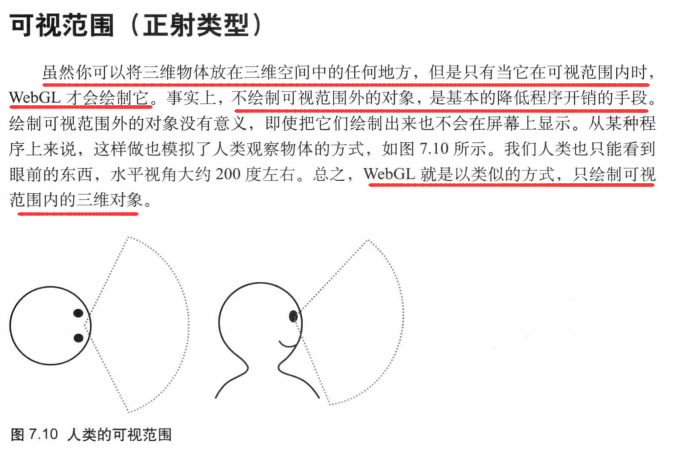 可视范围（正射类型）
虽然你可以将三维物体放在三维空间中的任何地方，但是只有当它在可视范围内时，
WebGL 才会绘制它。事实上，不绘制可视范围外的对象，是基本的降低程序开销的手段。
绘制可视范围外的对象没有意义，即使把它们绘制出来也不会在屏幕上显示。从某种程
序上来说，这样做也模拟了人类观察物体的方式，如图 7.10 所示。我们人类也只能看到
眼前的东西，水平视角大约 200 度左右。总之，WebGL 就是以类似的方式，只绘制可视
范围内的三维对象。
图 7.10 人类的可视范围